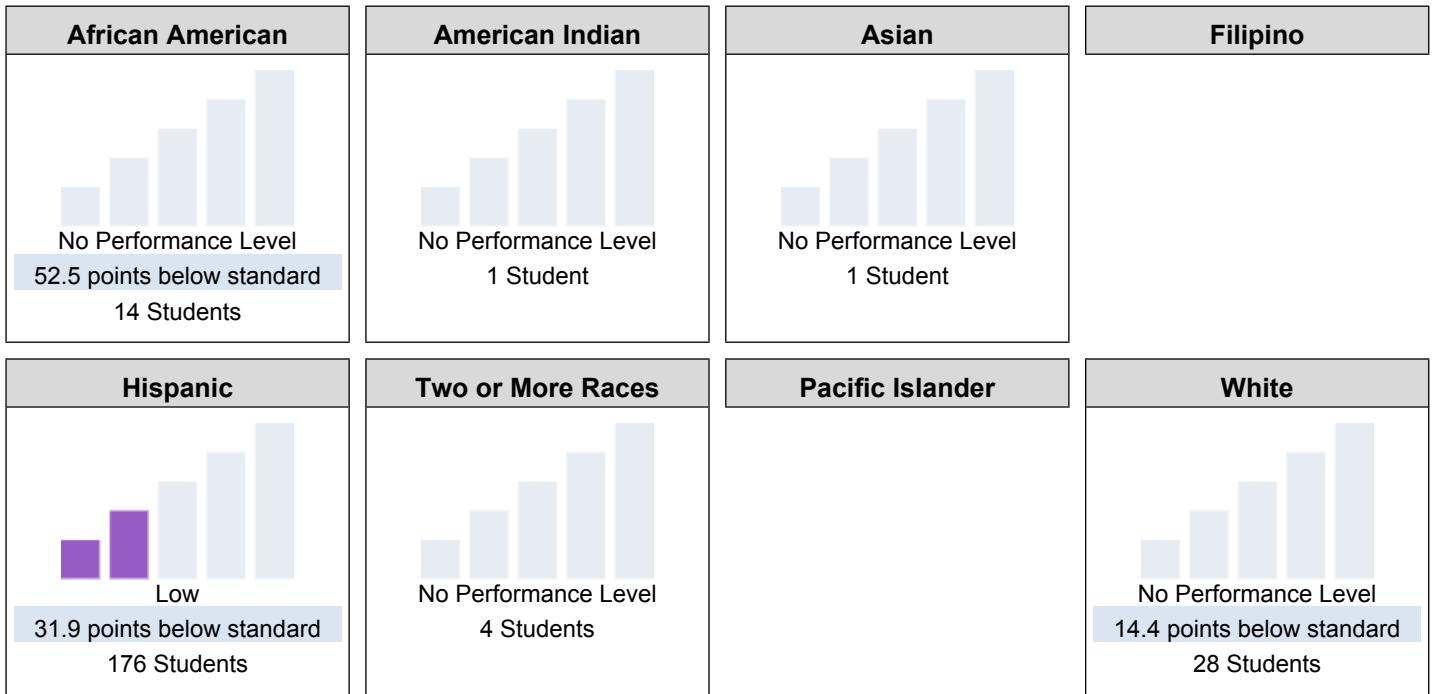 African American
No Performance Level
52.5 points below standard
14 Students
American Indian
No Performance Level
1 Student
Asian
No Performance Level
1 Student
Filipino
Hispanic
Low
31.9 points below standard
176 Students
Two or More Races
No Performance Level
4 Students
Pacific Islander
White
No Performance Level
14.4 points below standard
28 Students